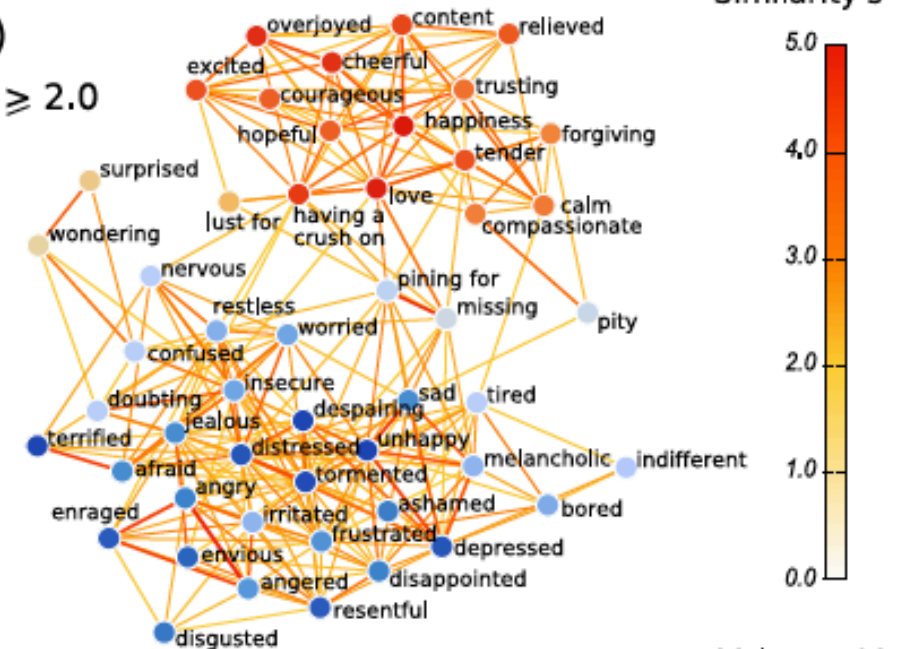 )
≥ 2.0
overjoyed
content
relieved
excited
cheerful
courageous
trusting
hopeful
happiness
forgiving
tender
surprised
lust for
having a
crush on
love
calm
compassionate
wondering
nervous
pining for
missing
pity
restless
worried
confused
insecure
doubting
despairing
sad
tired
jealous
terrified
distressed
unhappy
afraid
tormented
melancholic
indifferent
angry
enraged
irritated
ashamed
bored
frustrated
envious
depressed
angered
disappointed
resentful
disgusted
5.0
4.0
3.0
2.0
1.0
0.0